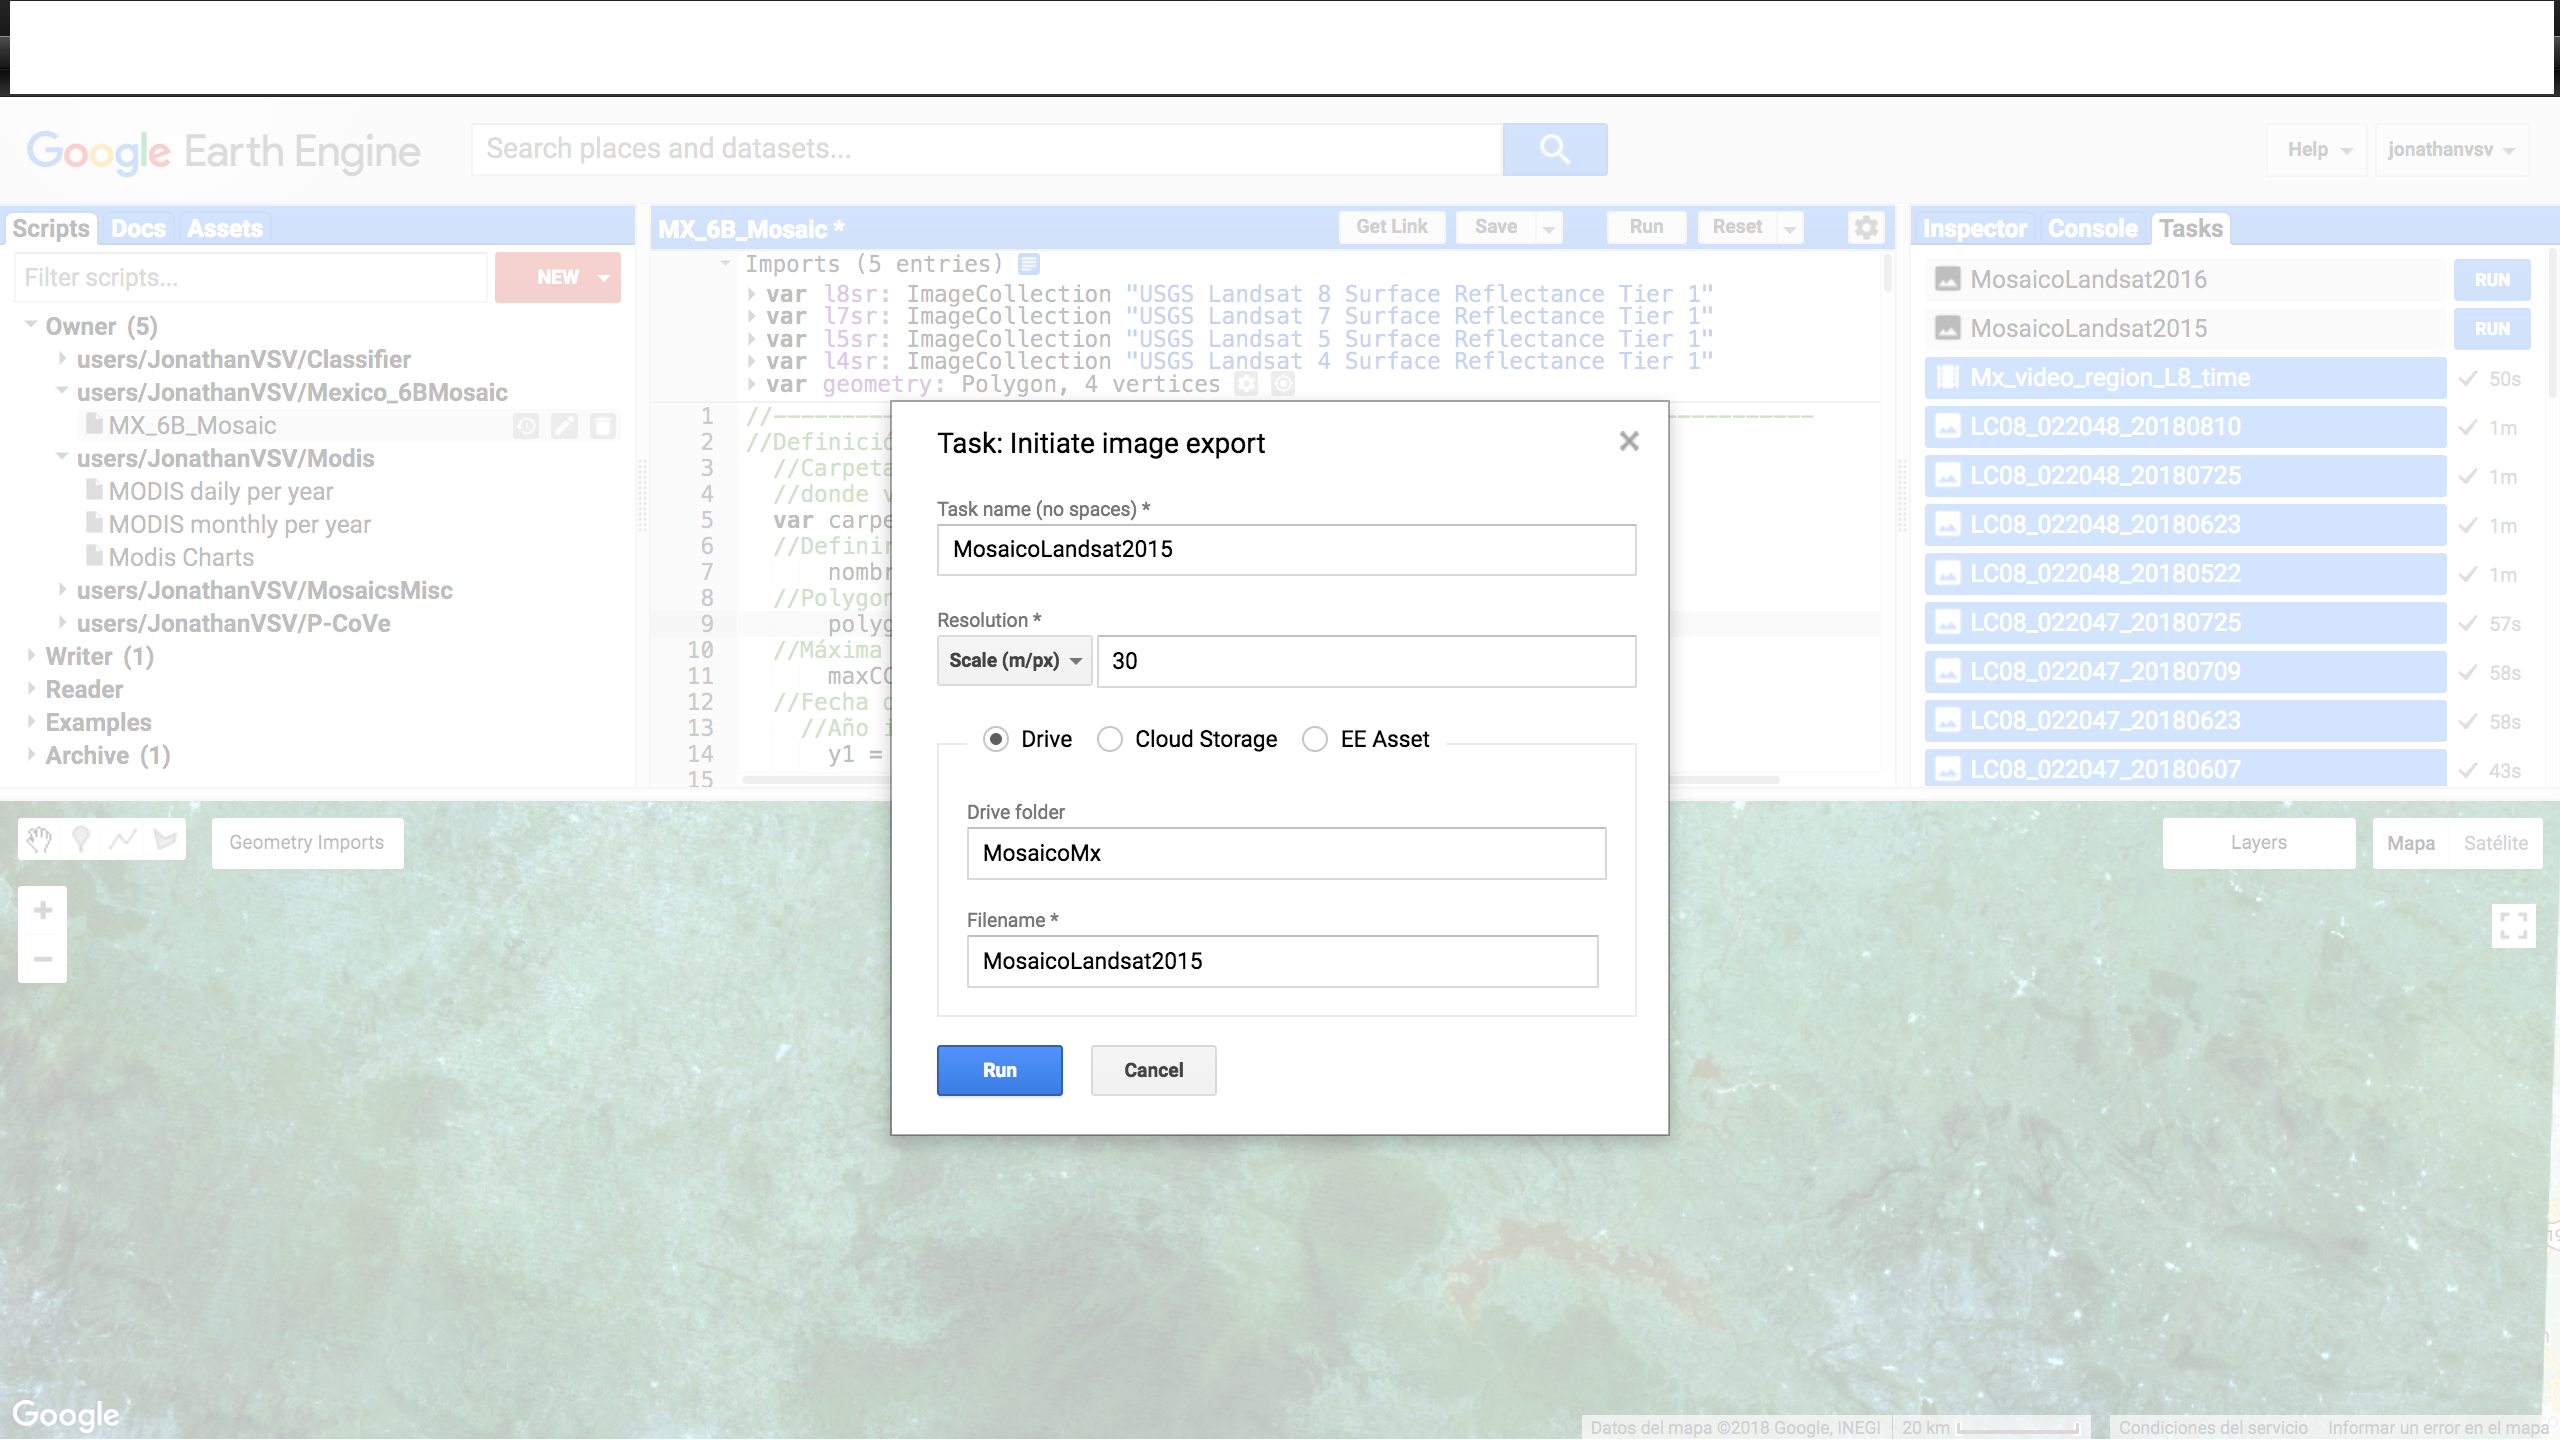 Google Earth Engine
Search places and datasets...
Help
jonathanvsv
Scripts Docs Assets
Filter scripts...
NEW
Owner (5)
users/JonathanVSV/Classifier
users/JonathanVSV/Mexico_6BMosaic
MX_6B_Mosaic
users/JonathanVSV/Modis
MODIS daily per year
MODIS monthly per year
Modis Charts
users/JonathanVSV/MosaicsMisc
users/JonathanVSV/P-CoVe
Writer (1)
Reader
Examples
Archive (1)
MX_6B_Mosaic *
Get Link Save Run Reset
Imports (5 entries)
var l8sr: ImageCollection "USGS Landsat 8 Surface Reflectance Tier 1"
var l7sr: ImageCollection "USGS Landsat 7 Surface Reflectance Tier 1"
var l5sr: ImageCollection "USGS Landsat 5 Surface Reflectance Tier 1"
var l4sr: ImageCollection "USGS Landsat 4 Surface Reflectance Tier 1"
var geometry: Polygon, 4 vertices
1 //----------------------------------------------------------
2 //Definició
3 //Carpeta
4 //donde v
5 var carpe
6 //Definir
7 nombr
8 //Polygon
9 polyg
10 //Máxima
11 maxCC
12 //Fecha d
13 //Año i
14 y1 =
15
Inspector Console Tasks
MosaicoLandsat2016 RUN
MosaicoLandsat2015 RUN
Mx_video_region_L8_time 50s
LC08_022048_20180810 1m
LC08_022048_20180725 1m
LC08_022048_20180623 1m
LC08_022048_20180522 1m
LC08_022047_20180725 57s
LC08_022047_20180709 58s
LC08_022047_20180623 58s
LC08_022047_20180607 43s
Task: Initiate image export
Task name (no spaces) *
MosaicoLandsat2015
Resolution *
Scale (m/px) 30
Drive Cloud Storage EE Asset
Drive folder
MosaicoMx
Filename *
MosaicoLandsat2015
Run Cancel
Geometry Imports
Layers
Mapa Satélite
Google
Datos del mapa ©2018 Google, INEGI
20 km
Condiciones del servicio
Informar un error en el mapa